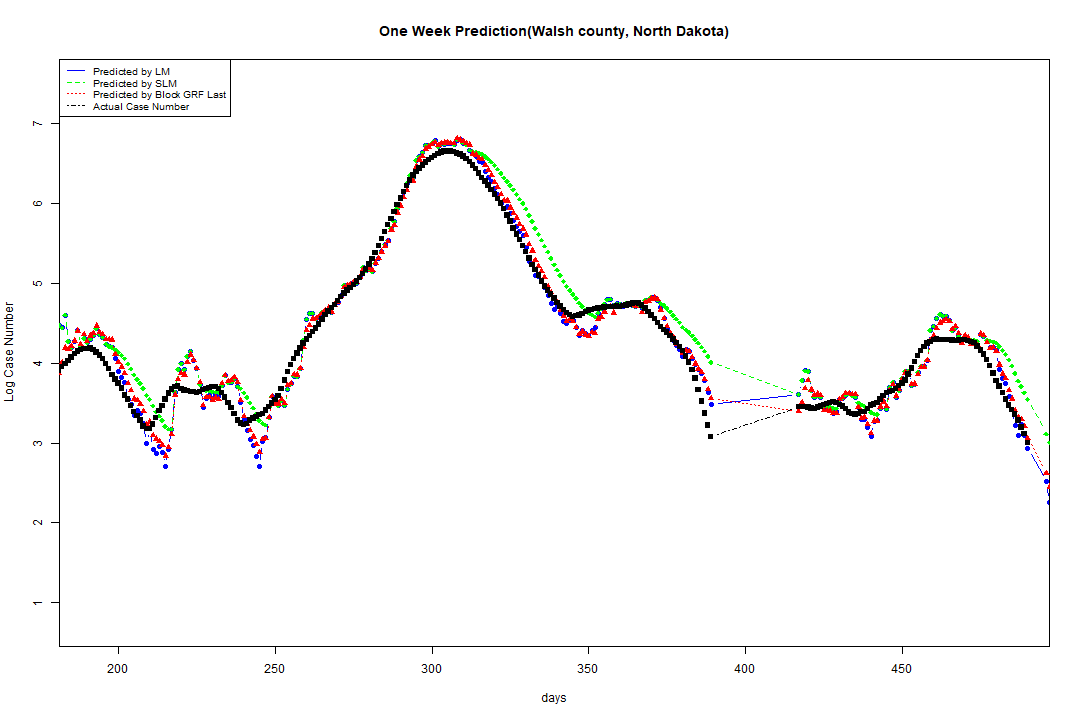 One Week Prediction(Walsh county, North Dakota)
Predicted by LM
Predicted by SLM
Predicted by Block GRF Last
Actual Case Number
7
6
5
4
3
2
1
Log Case Number
200 250 300 350 400 450
days